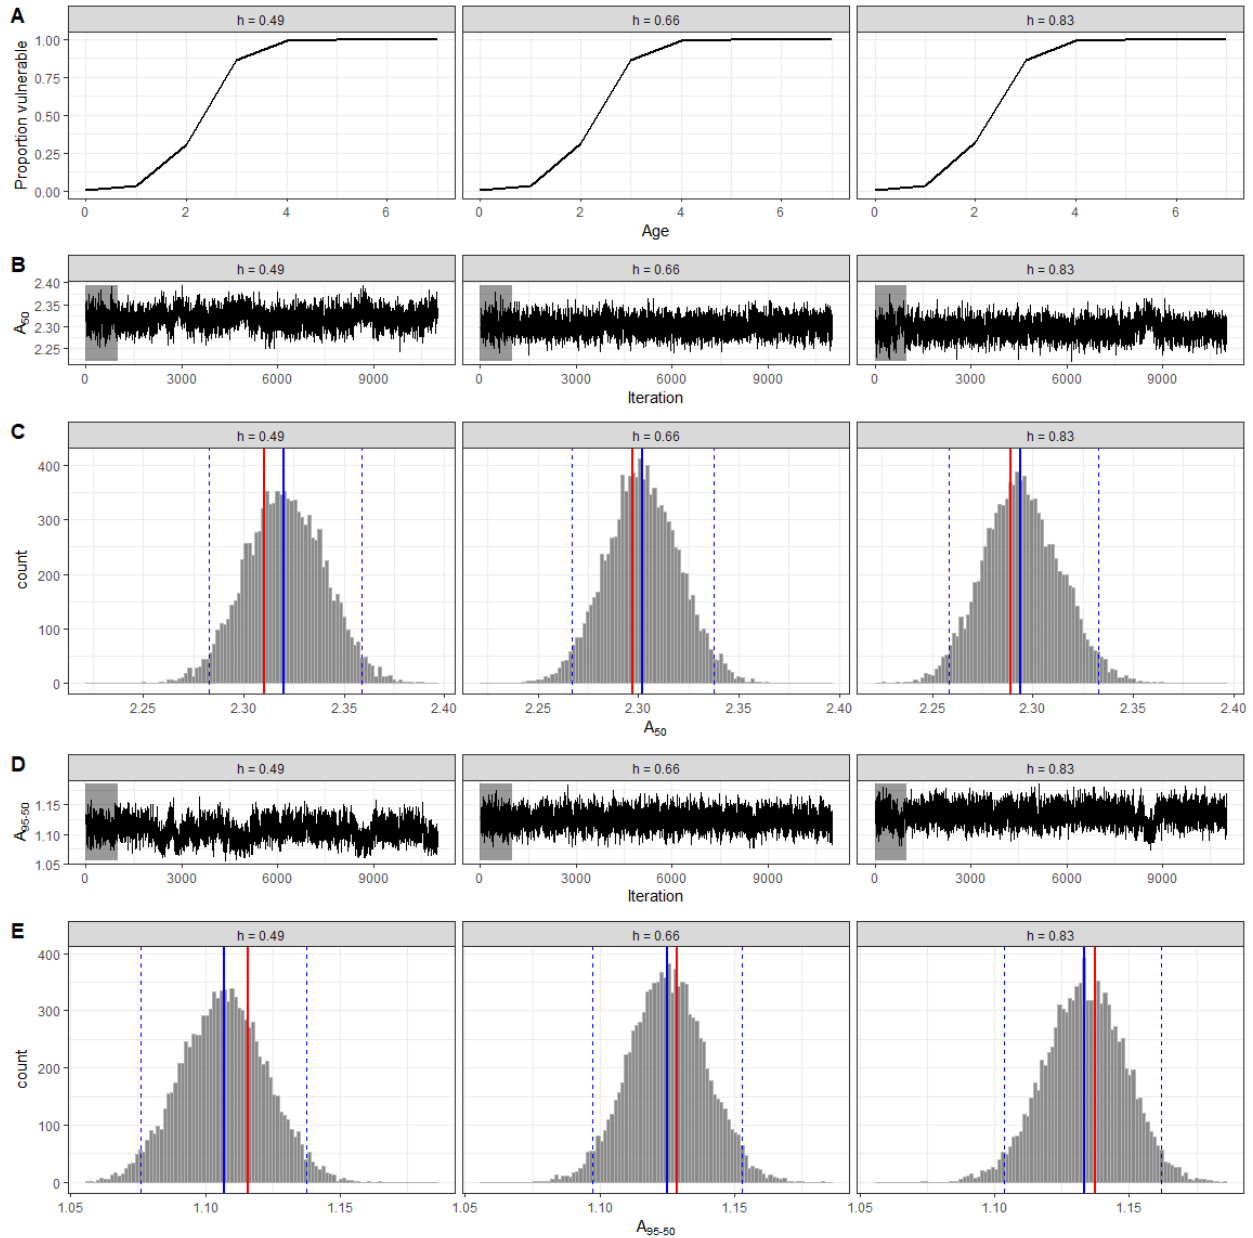 A
h = 0.49 h = 0.66 h = 0.83
Proportion vulnerable
1.00
0.75
0.50
0.25
0.00
0 2 4 6 0 2 4 6 0 2 4 6
Age
B
h = 0.49 h = 0.66 h = 0.83
A50
2.40
2.35
2.30
2.25
0 3000 6000 9000 0 3000 6000 9000 0 3000 6000 9000
Iteration
C
h = 0.49 h = 0.66 h = 0.83
count
400
300
200
100
0
2.25 2.30 2.35 2.40 2.25 2.30 2.35 2.40 2.25 2.30 2.35 2.40
A50
D
h = 0.49 h = 0.66 h = 0.83
A95-50
1.15
1.10
1.05
0 3000 6000 9000 0 3000 6000 9000 0 3000 6000 9000
Iteration
E
h = 0.49 h = 0.66 h = 0.83
count
400
300
200
100
0
1.05 1.10 1.15 1.05 1.10 1.15 1.05 1.10 1.15
A95-50